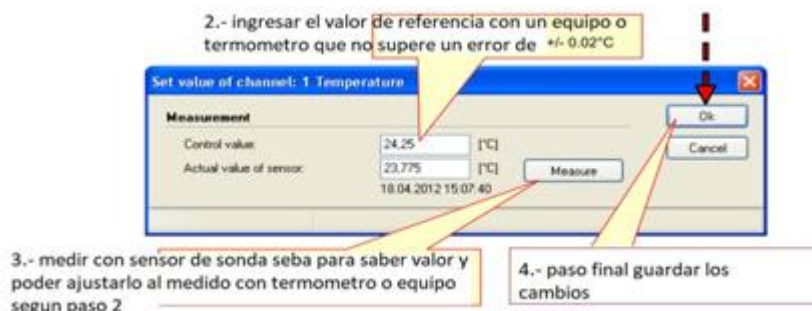 2.- ingresar el valor de referencia con un equipo o
termometro que no supere un error de +/- 0.02°C
Set value of channel: 1 Temperature
Measurement
Control value: 24,25 [°C]
Actual value of sensor: 23,775 [°C] Measure
18.04.2012 15:07:40
Ok
Cancel
3.- medir con sensor de sonda seba para saber valor y
poder ajustarlo al medido con termometro o equipo
segun paso 2
4.- paso final guardar los
cambios